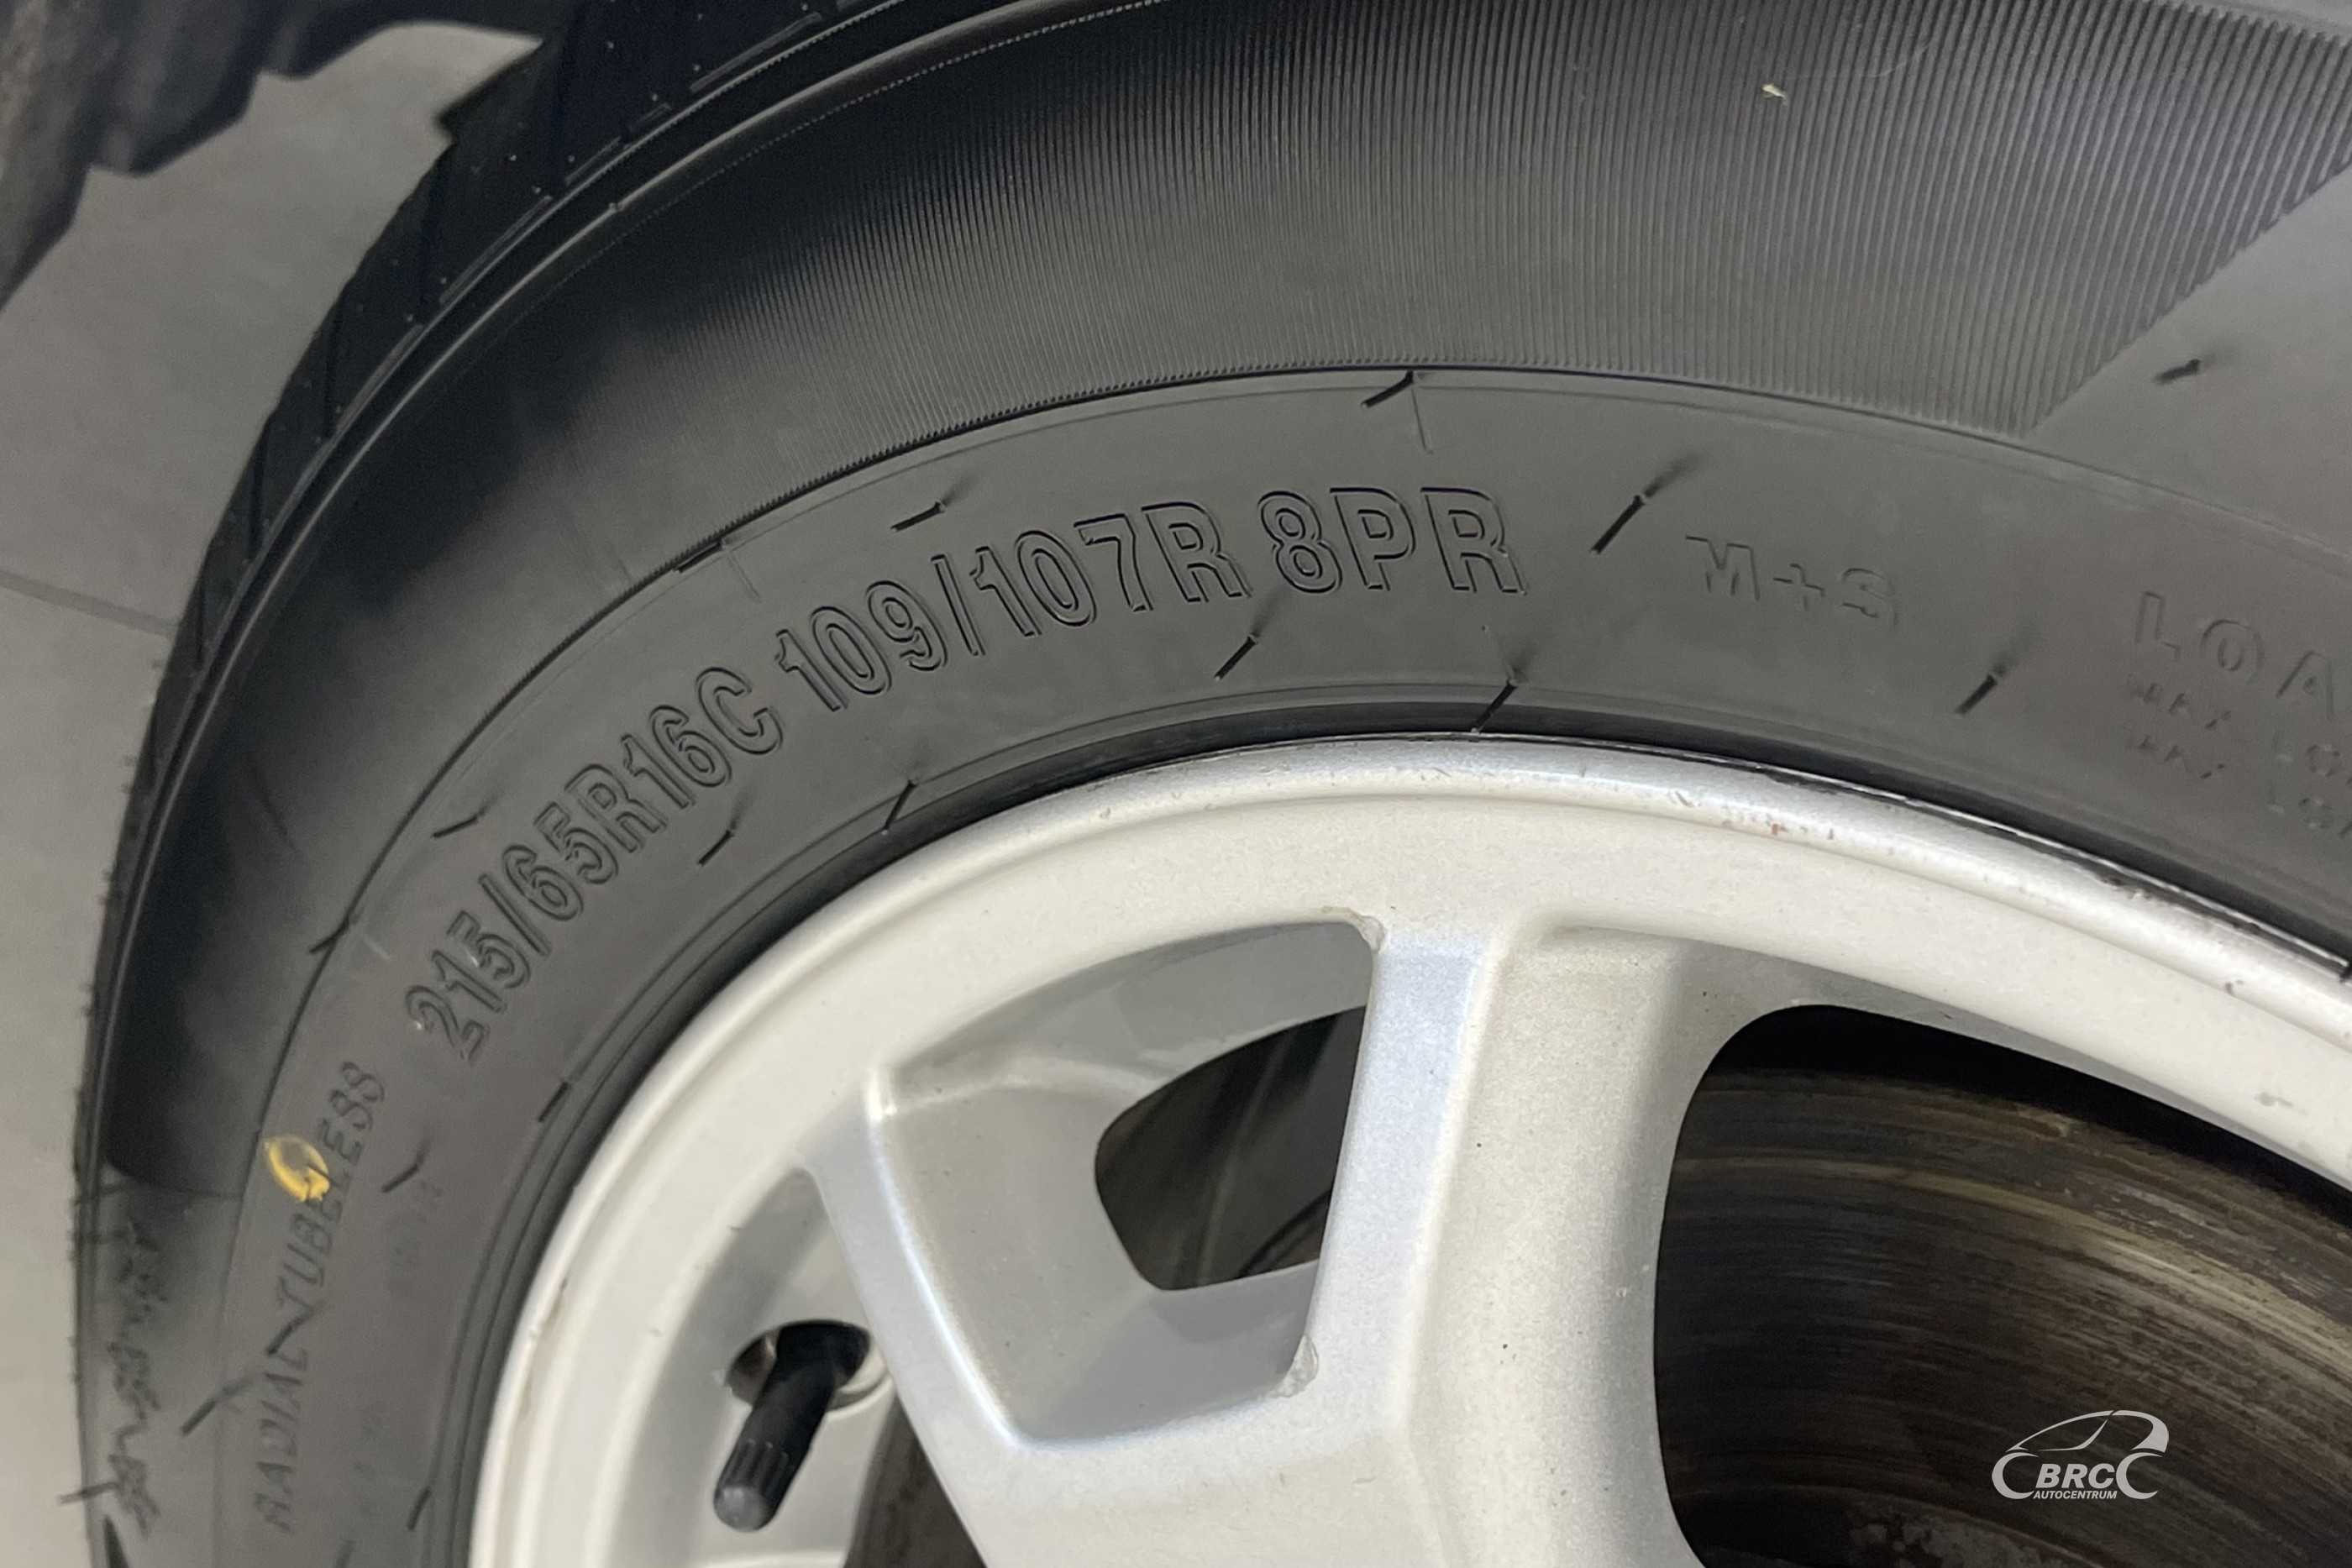 215/65R16C 109/107R 8PR
M+S
LOA
RADIAL TUBELESS
BRC
AUTOCENTRUM